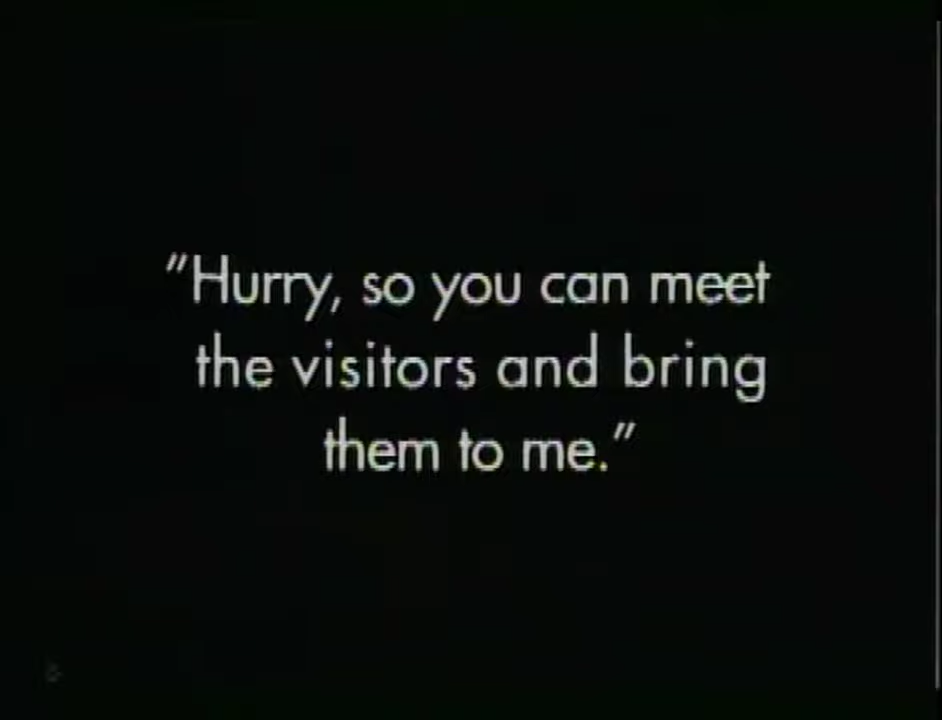 "Hurry, so you can meet
the visitors and bring
them to me."